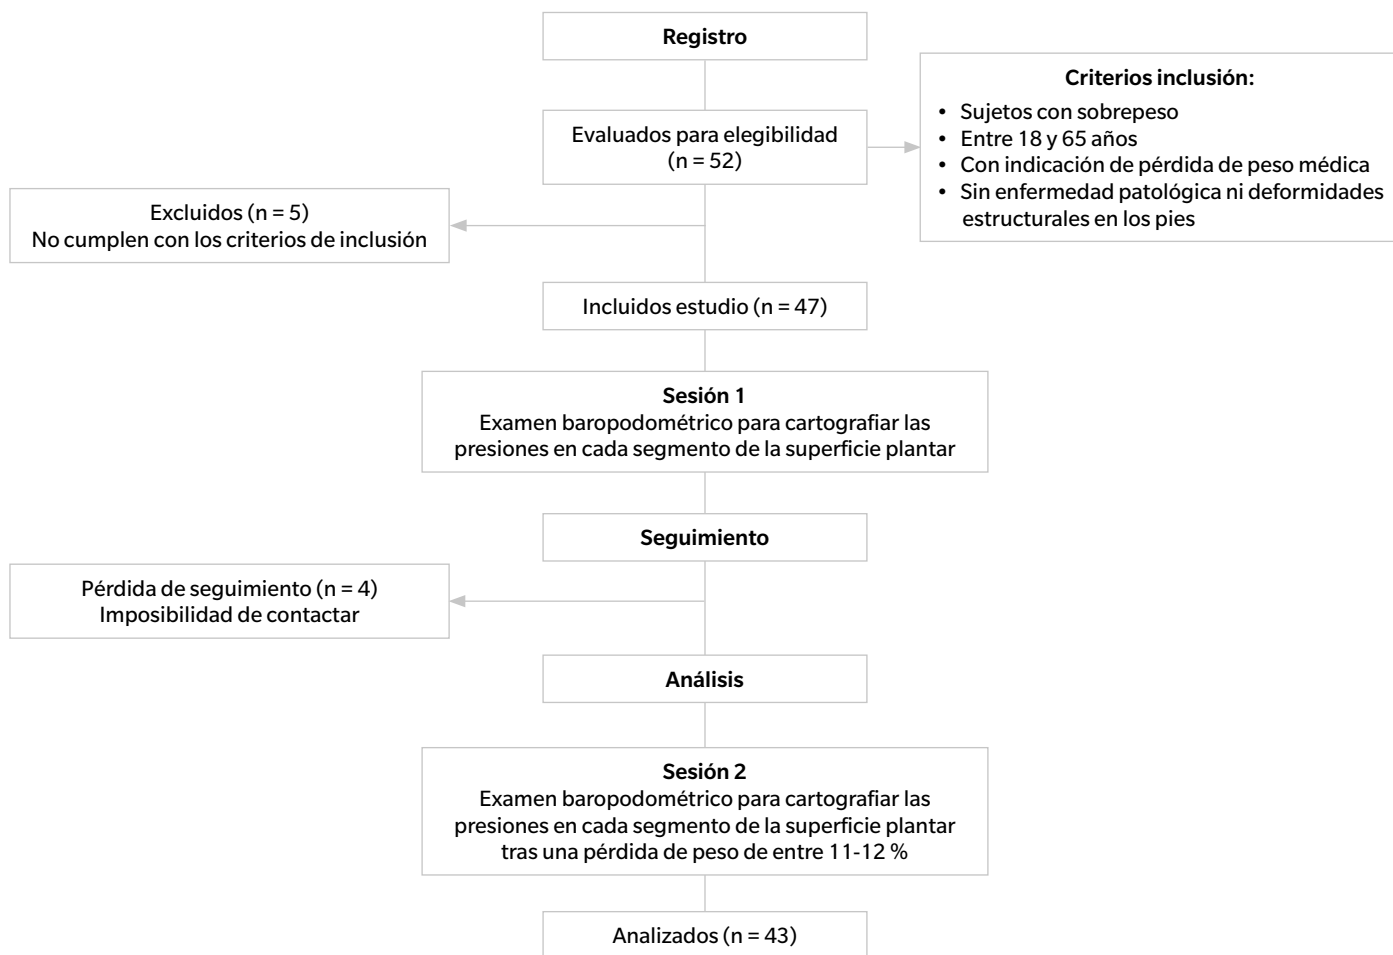 Registro
Evaluados para elegibilidad
(n = 52)
Criterios inclusión:
• Sujetos con sobrepeso
• Entre 18 y 65 años
• Con indicación de pérdida de peso médica
• Sin enfermedad patológica ni deformidades
estructurales en los pies
Excluidos (n = 5)
No cumplen con los criterios de inclusión
Incluidos estudio (n = 47)
Sesión 1
Examen baropodométrico para cartografiar las
presiones en cada segmento de la superficie plantar
Seguimiento
Pérdida de seguimiento (n = 4)
Imposibilidad de contactar
Análisis
Sesión 2
Examen baropodométrico para cartografiar las
presiones en cada segmento de la superficie plantar
tras una pérdida de peso de entre 11-12 %
Analizados (n = 43)